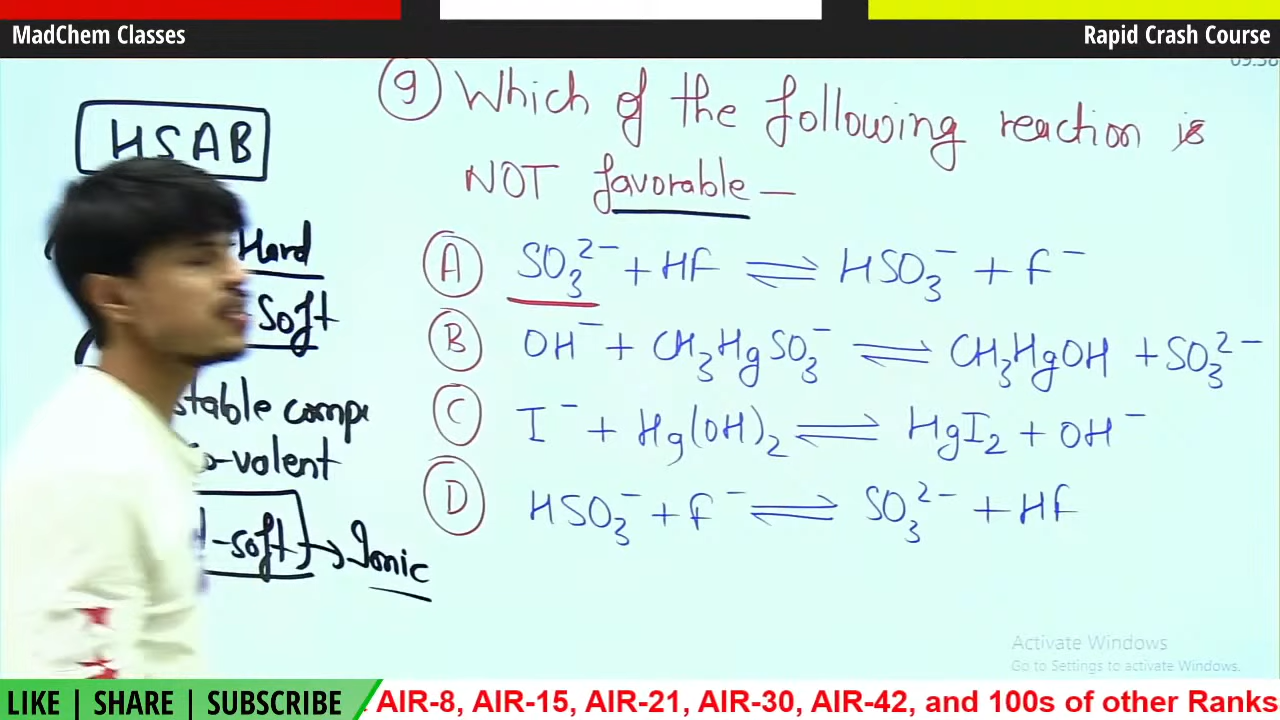 MadChem Classes
Rapid Crash Course
HSAB
Hard
Soft
stable comp
-valent
-soft → Ionic
9 Which of the following reaction is
NOT favorable —
A SO₃²⁻ + HF ⇌ HSO₃⁻ + F⁻
B OH⁻ + CH₃HgSO₃⁻ ⇌ CH₃HgOH + SO₃²⁻
C I⁻ + Hg(OH)₂ ⇌ HgI₂ + OH⁻
D HSO₃⁻ + F⁻ ⇌ SO₃²⁻ + HF
Activate Windows
Go to Settings to activate Windows.
LIKE | SHARE | SUBSCRIBE
AIR-8, AIR-15, AIR-21, AIR-30, AIR-42, and 100s of other Ranks